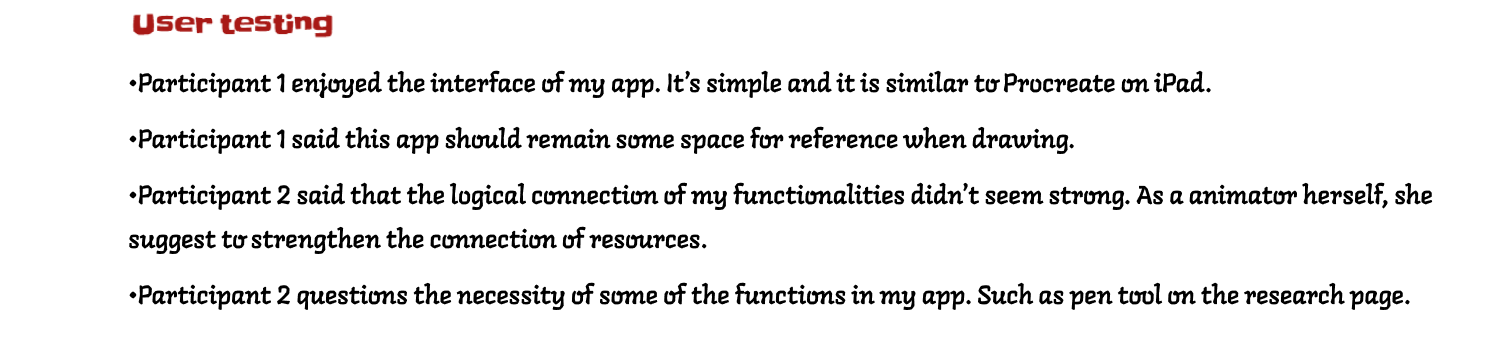 User testing
•Participant 1 enjoyed the interface of my app. It's simple and it is similar to Procreate on iPad.
•Participant 1 said this app should remain some space for reference when drawing.
•Participant 2 said that the logical connection of my functionalities didn't seem strong. As a animator herself, she
suggest to strengthen the connection of resources.
•Participant 2 questions the necessity of some of the functions in my app. Such as pen tool on the research page.